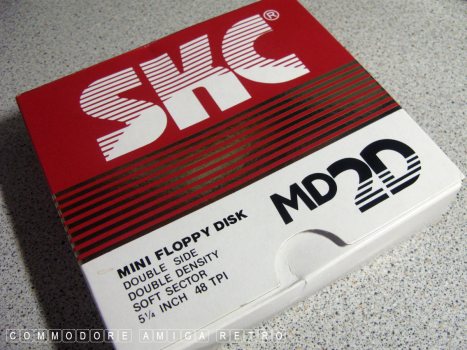 SKC®
MD2D
MINI FLOPPY DISK
DOUBLE SIDE
DOUBLE DENSITY
SOFT SECTOR
5¼ INCH 48 TPI
COMMODORE AMIGA RETRO